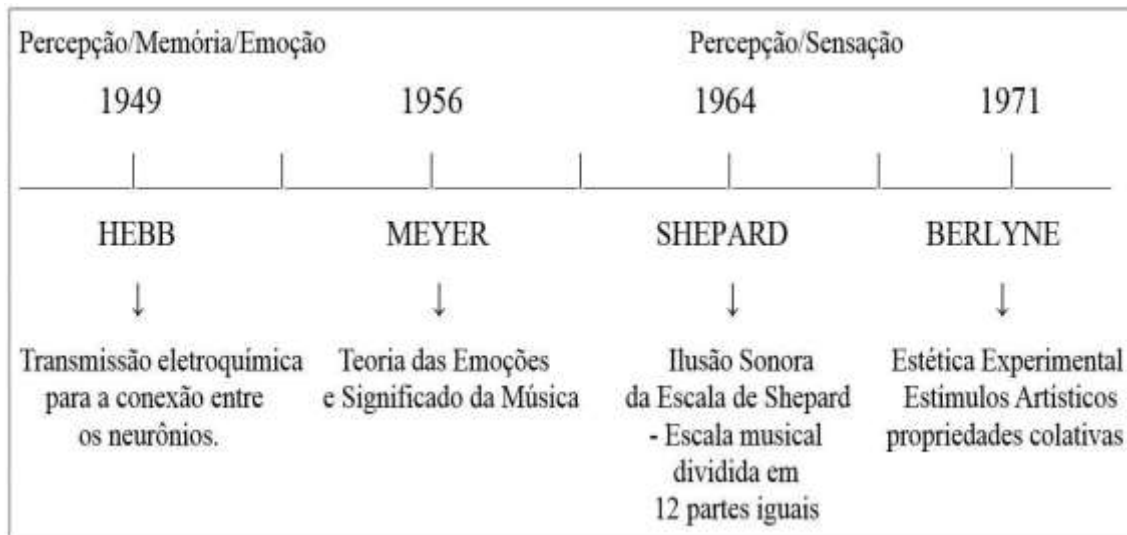 Percepção/Memória/Emoção Percepção/Sensação
1949 1956 1964 1971
HEBB MEYER SHEPARD BERLYNE
↓ ↓ ↓ ↓
Transmissão eletroquímica
para a conexão entre
os neurônios.
Teoria das Emoções
e Significado da Música
Ilusão Sonora
da Escala de Shepard
- Escala musical
dividida em
12 partes iguais
Estética Experimental
Estimulos Artísticos
propriedades colativas